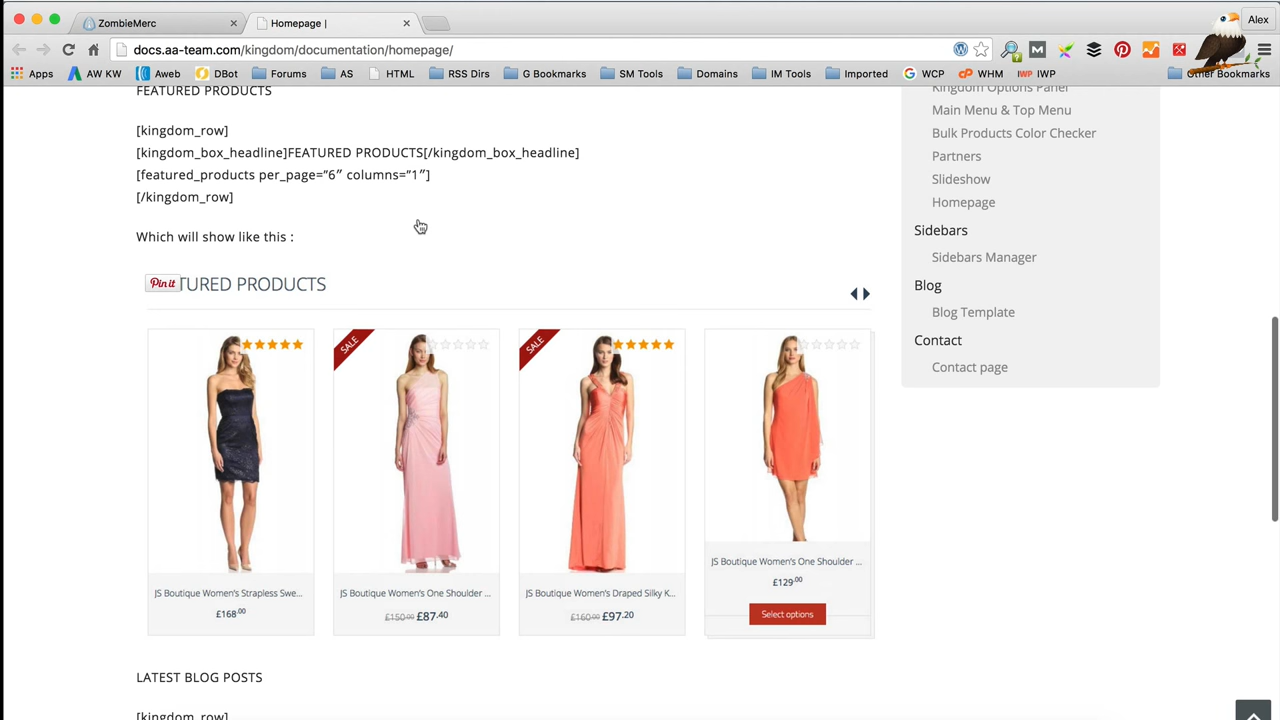 ZombieMerc
Homepage |
Alex
docs.aa-team.com/kingdom/documentation/homepage/
Apps AW KW Aweb DBot Forums AS HTML RSS Dirs G Bookmarks SM Tools Domains IM Tools Imported WCP WHM IWP Other Bookmarks
FEATURED PRODUCTS
[kingdom_row]
[kingdom_box_headline]FEATURED PRODUCTS[/kingdom_box_headline]
[featured_products per_page=”6″ columns=”1″]
[/kingdom_row]
Which will show like this :
Pin it TURED PRODUCTS
SALE
SALE
JS Boutique Women's Strapless Swe...
£168.00
JS Boutique Women's One Shoulder ...
£150.00 £87.40
JS Boutique Women's Draped Silky K...
£160.00 £97.20
JS Boutique Women's One Shoulder ...
£129.00
Select options
LATEST BLOG POSTS
[kingdom_row]
Kingdom Options Panel
Main Menu & Top Menu
Bulk Products Color Checker
Partners
Slideshow
Homepage
Sidebars
Sidebars Manager
Blog
Blog Template
Contact
Contact page